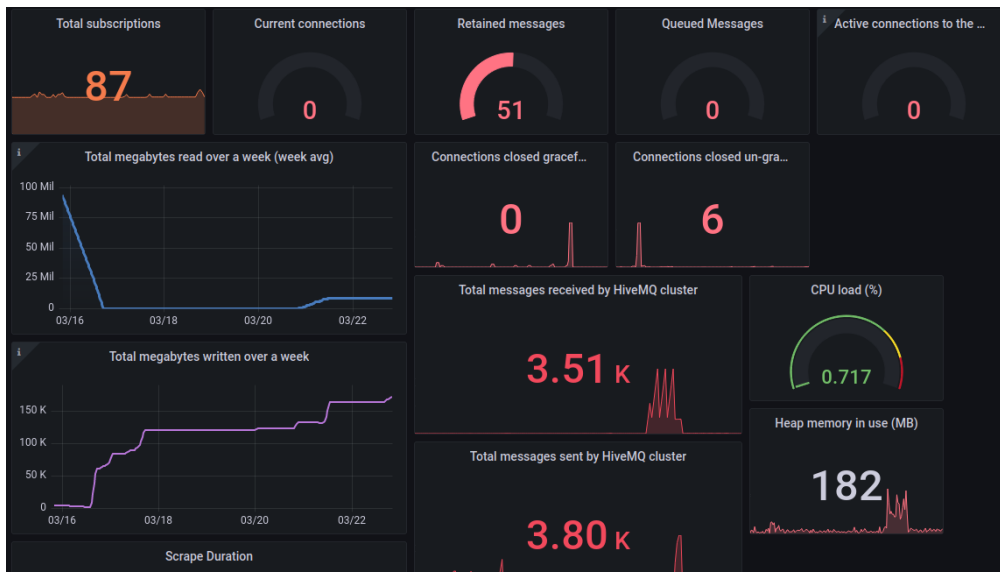 Total subscriptions
87
Current connections
0
Retained messages
51
Queued Messages
0
i
Active connections to the ...
0
i
Total megabytes read over a week (week avg)
100 Mil
75 Mil
50 Mil
25 Mil
0
03/16 03/18 03/20 03/22
Connections closed gracef...
0
Connections closed un-gra...
6
Total messages received by HiveMQ cluster
3.51 K
CPU load (%)
0.717
i
Total megabytes written over a week
150 K
100 K
50 K
0
03/16 03/18 03/20 03/22
Total messages sent by HiveMQ cluster
3.80 K
Heap memory in use (MB)
182
Scrape Duration